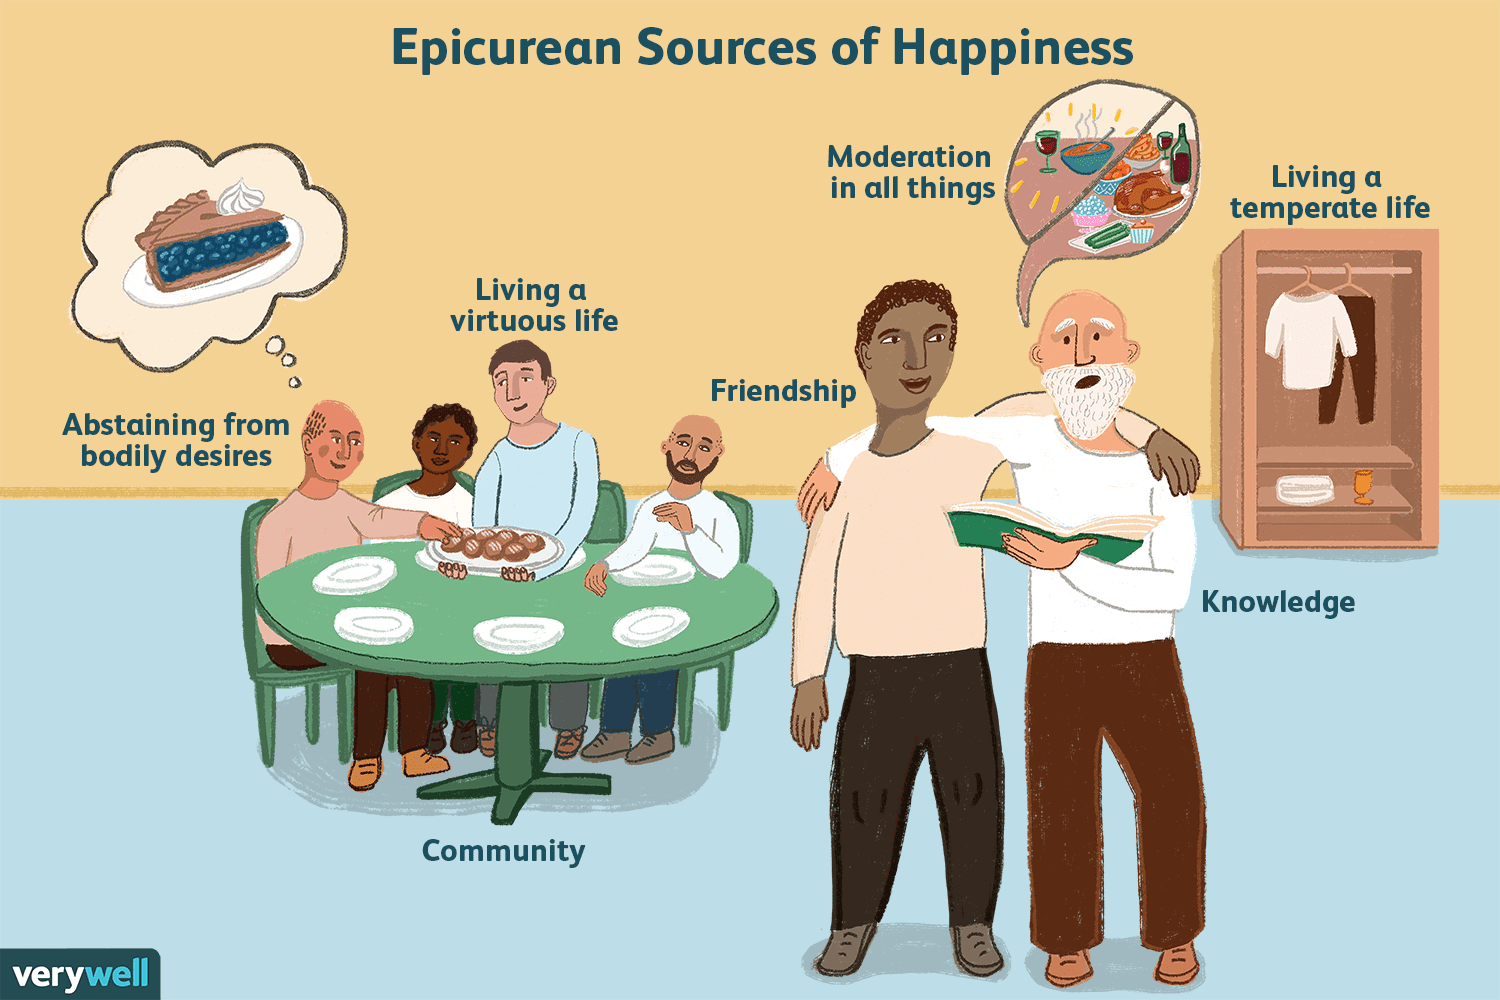 Epicurean Sources of Happiness
Moderation
in all things
Living a
temperate life
Living a
virtuous life
Friendship
Abstaining from
bodily desires
Knowledge
Community
verywell